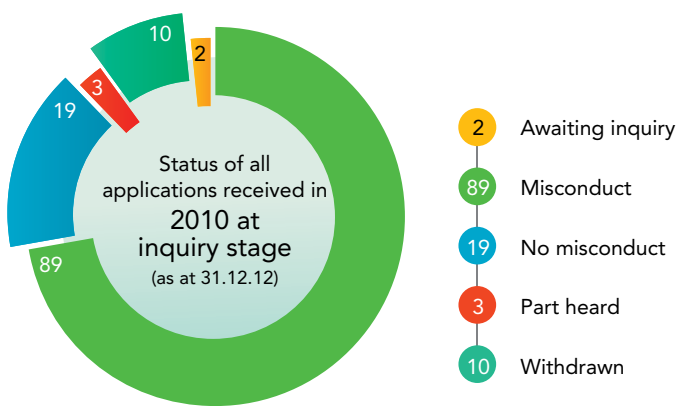 10
2
3
19
Status of all
applications received in
2010 at
inquiry stage
(as at 31.12.12)
89
2 Awaiting inquiry
89 Misconduct
19 No misconduct
3 Part heard
10 Withdrawn